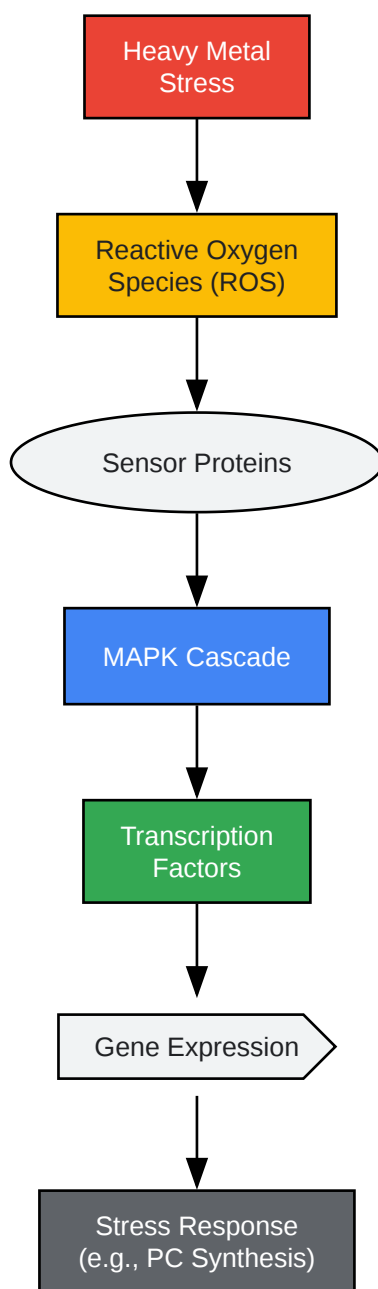 Heavy Metal
Stress
Reactive Oxygen
Species (ROS)
Sensor Proteins
MAPK Cascade
Transcription
Factors
Gene Expression
Stress Response
(e.g., PC Synthesis)